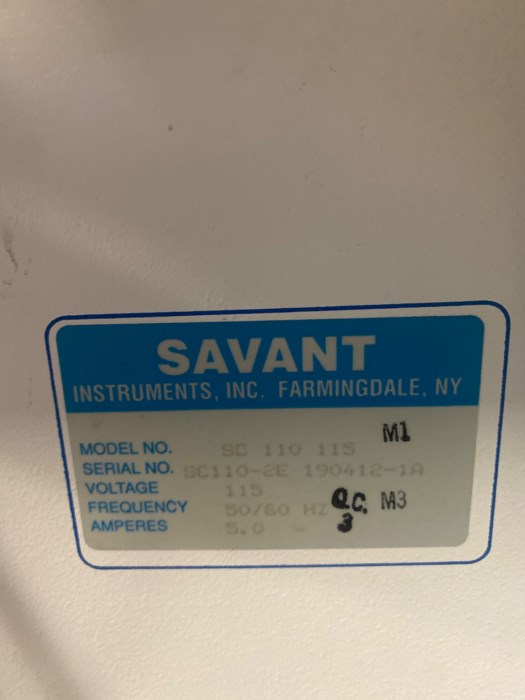 SAVANT
INSTRUMENTS, INC. FARMINGDALE, NY
M1
MODEL NO. SC 110 115
SERIAL NO. SC110-2E 190412-1A
VOLTAGE 115
FREQUENCY 50/60 HZ Q.C. M3
AMPERES 5.0 ~ 3